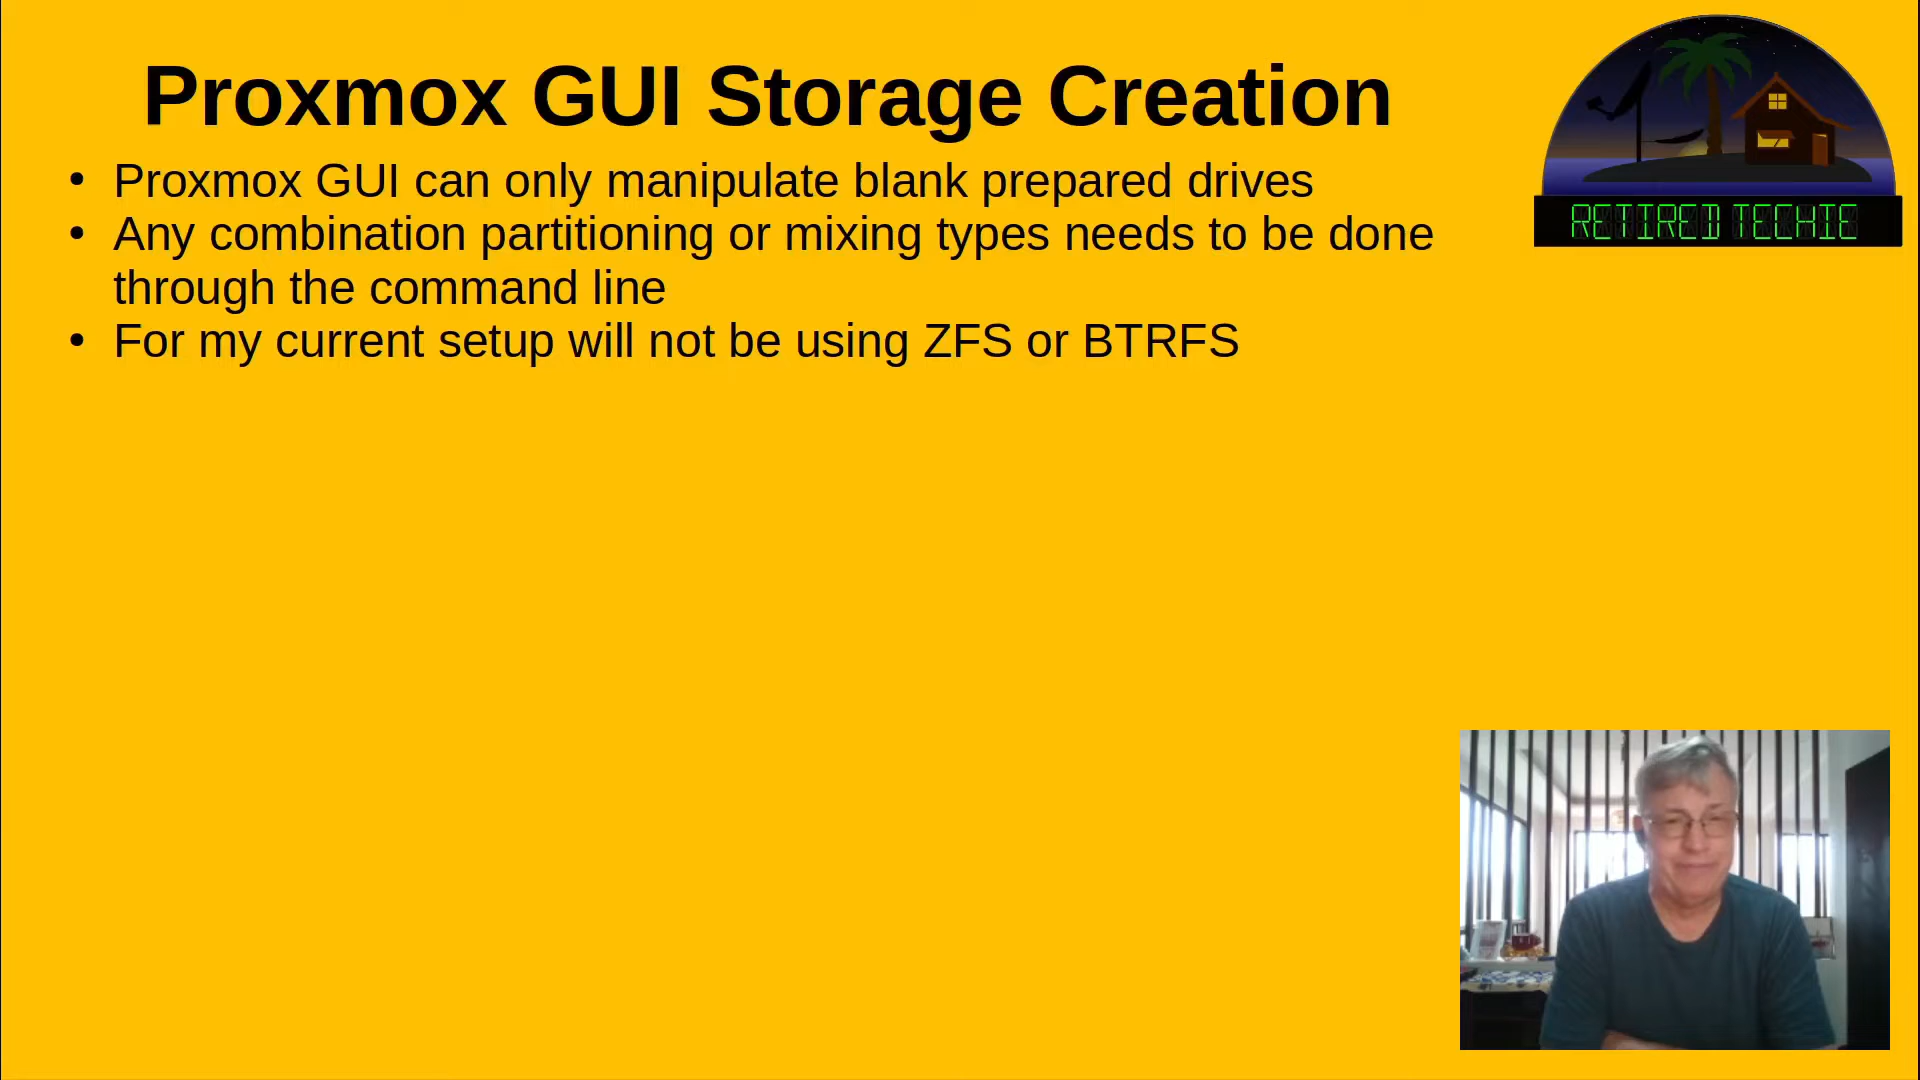 Proxmox GUI Storage Creation
• Proxmox GUI can only manipulate blank prepared drives
• Any combination partitioning or mixing types needs to be done
through the command line
• For my current setup will not be using ZFS or BTRFS
RETIRED TECHIE